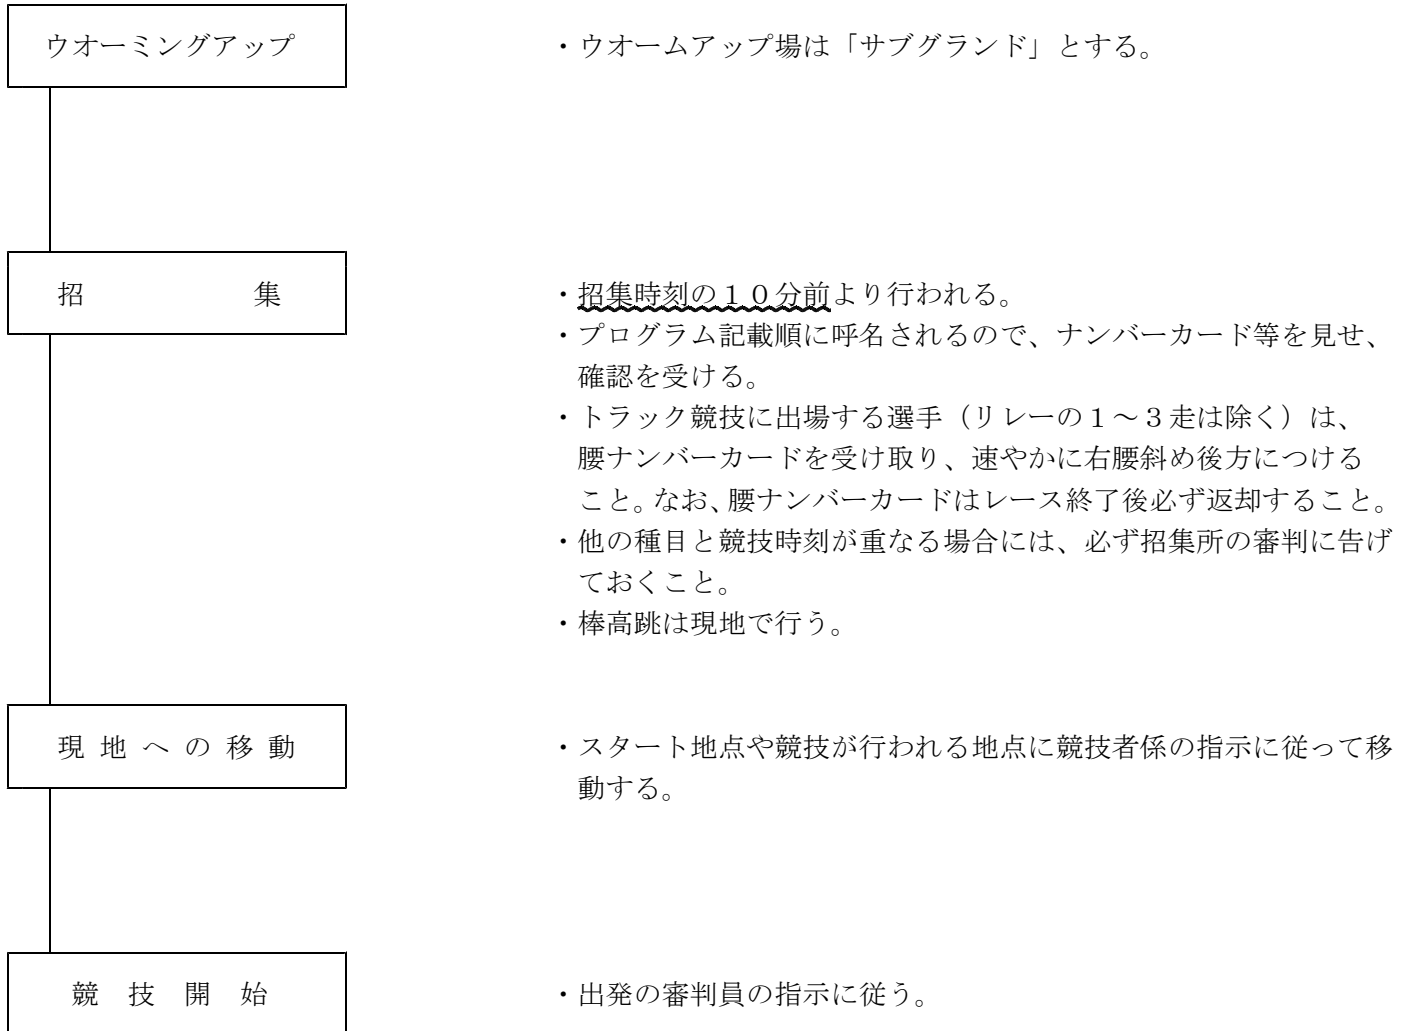 ウオーミングアップ
・ウオームアップ場は「サブグランド」とする。
招　　　　　　集
・招集時刻の１０分前より行われる。
・プログラム記載順に呼名されるので、ナンバーカード等を見せ、
確認を受ける。
・トラック競技に出場する選手（リレーの１～３走は除く）は、
腰ナンバーカードを受け取り、速やかに右腰斜め後方につける
こと。なお、腰ナンバーカードはレース終了後必ず返却すること。
・他の種目と競技時刻が重なる場合には、必ず招集所の審判に告げ
ておくこと。
・棒高跳は現地で行う。
現 地 へ の 移 動
・スタート地点や競技が行われる地点に競技者係の指示に従って移
動する。
競　技　開　始
・出発の審判員の指示に従う。